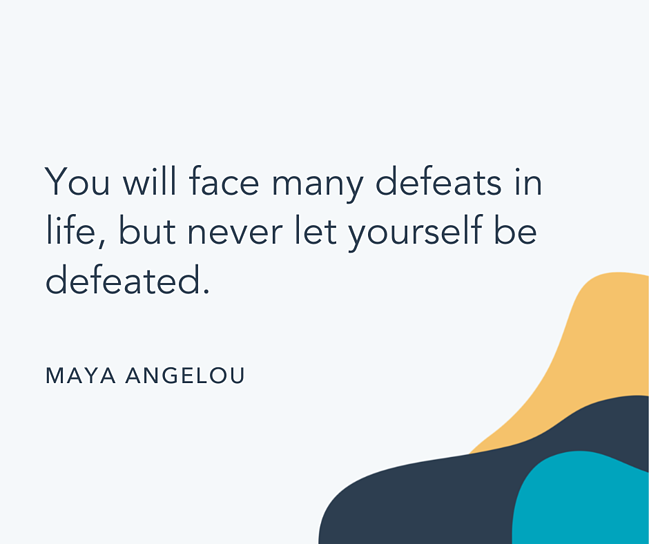 You will face many defeats in
life, but never let yourself be
defeated.
MAYA ANGELOU